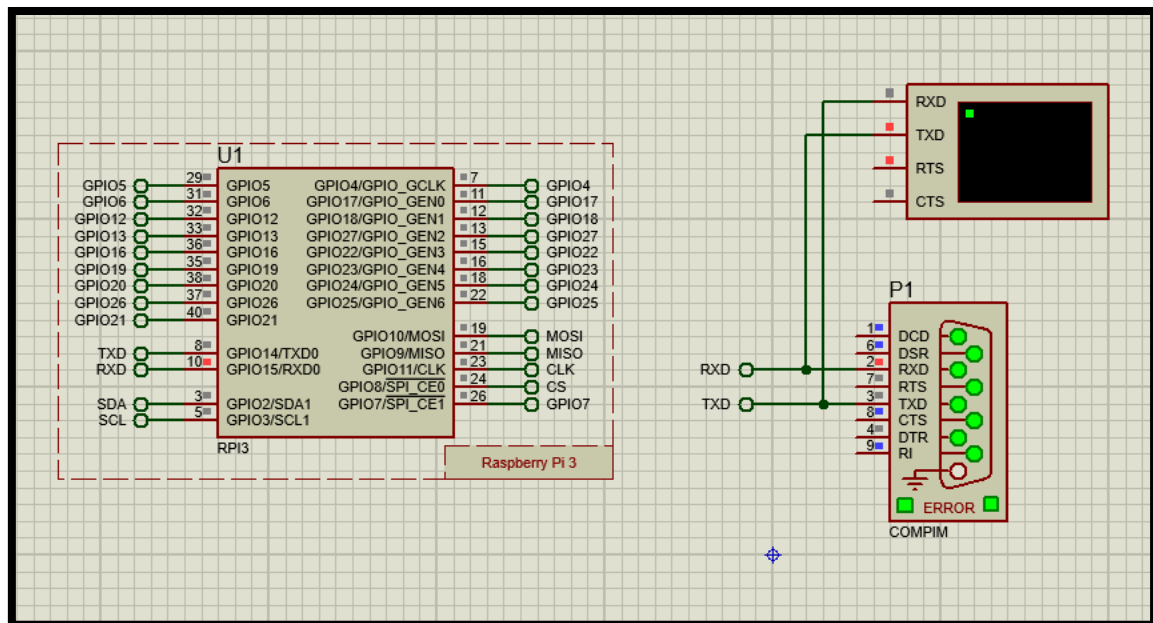 U1
GPIO5 29 GPIO5 GPIO4/GPIO_GCLK 7 GPIO4
GPIO6 31 GPIO6 GPIO17/GPIO_GEN0 11 GPIO17
GPIO12 32 GPIO12 GPIO18/GPIO_GEN1 12 GPIO18
GPIO13 33 GPIO13 GPIO27/GPIO_GEN2 13 GPIO27
GPIO16 36 GPIO16 GPIO22/GPIO_GEN3 15 GPIO22
GPIO19 35 GPIO19 GPIO23/GPIO_GEN4 16 GPIO23
GPIO20 38 GPIO20 GPIO24/GPIO_GEN5 18 GPIO24
GPIO26 37 GPIO26 GPIO25/GPIO_GEN6 22 GPIO25
GPIO21 40 GPIO21
GPIO10/MOSI 19 MOSI
TXD 8 GPIO14/TXD0 GPIO9/MISO 21 MISO
RXD 10 GPIO15/RXD0 GPIO11/CLK 23 CLK
GPIO8/SPI_CE0 24 CS
SDA 3 GPIO2/SDA1 GPIO7/SPI_CE1 26 GPIO7
SCL 5 GPIO3/SCL1
RPI3
Raspberry Pi 3
RXD
TXD
RTS
CTS
P1
1 DCD
6 DSR
RXD 2 RXD
7 RTS
TXD 3 TXD
8 CTS
4 DTR
9 RI
ERROR
COMPIM